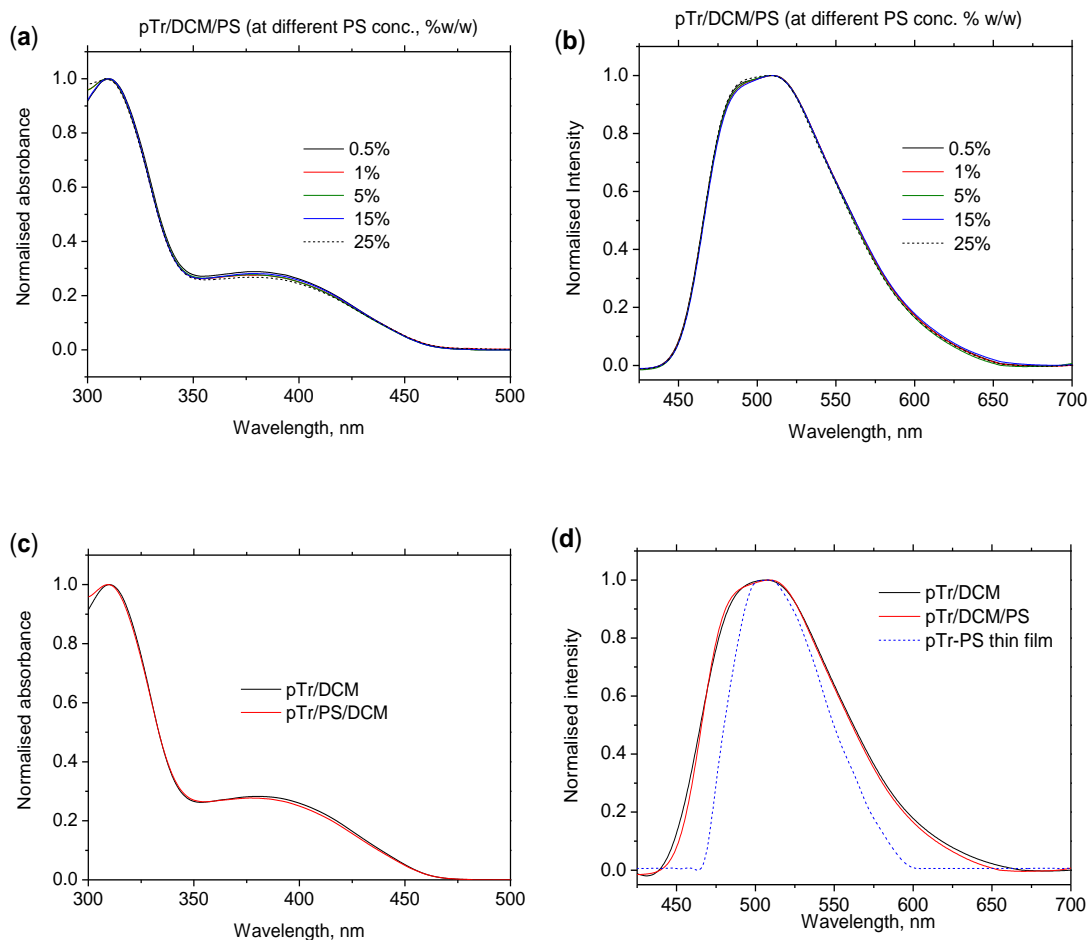 (a)
pTr/DCM/PS (at different PS conc., %w/w)
Normalised absrobance
1.0
0.8
0.6
0.4
0.2
0.0
0.5%
1%
5%
15%
25%
300 350 400 450 500
Wavelength, nm
(b)
pTr/DCM/PS (at different PS conc. % w/w)
Normalised Intensity
1.0
0.8
0.6
0.4
0.2
0.0
0.5%
1%
5%
15%
25%
450 500 550 600 650 700
Wavelength, nm
(c)
Normalised absorbance
1.0
0.8
0.6
0.4
0.2
0.0
pTr/DCM
pTr/PS/DCM
300 350 400 450 500
Wavelength, nm
(d)
Normalised intensity
1.0
0.8
0.6
0.4
0.2
0.0
pTr/DCM
pTr/DCM/PS
pTr-PS thin film
450 500 550 600 650 700
Wavelength, nm